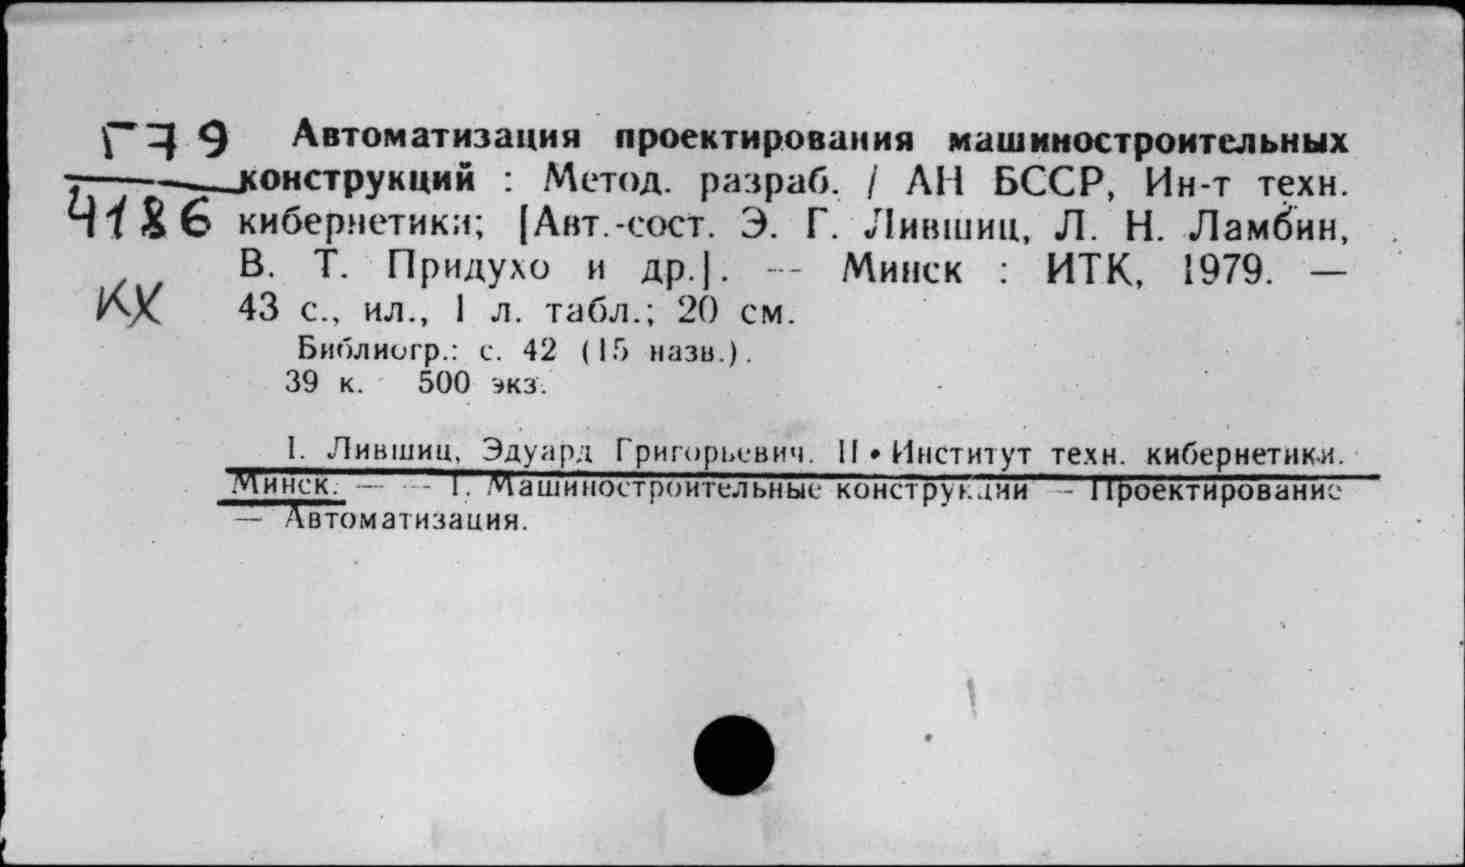 Г79 Автоматизация проектирования машиностроительных
4186 конструкций : Метод. разраб. / АН БССР, Ин-т техн.
кибернетики; [Авт.-сост. Э. Г. Лившиц, Л. Н. Ламбин,
В. Т. Придухо и др.]. — Минск : ИТК, 1979. —
КХ 43 с., ил., 1 л. табл.; 20 см.
Библиогр.: с. 42 (15 назв.).
39 к. 500 экз.
I. Лившиц, Эдуард Григорьевич. II. Институт техн. кибернетики.
Минск. — — 1. Машиностроительные конструкции — Проектирование
— Автоматизация.